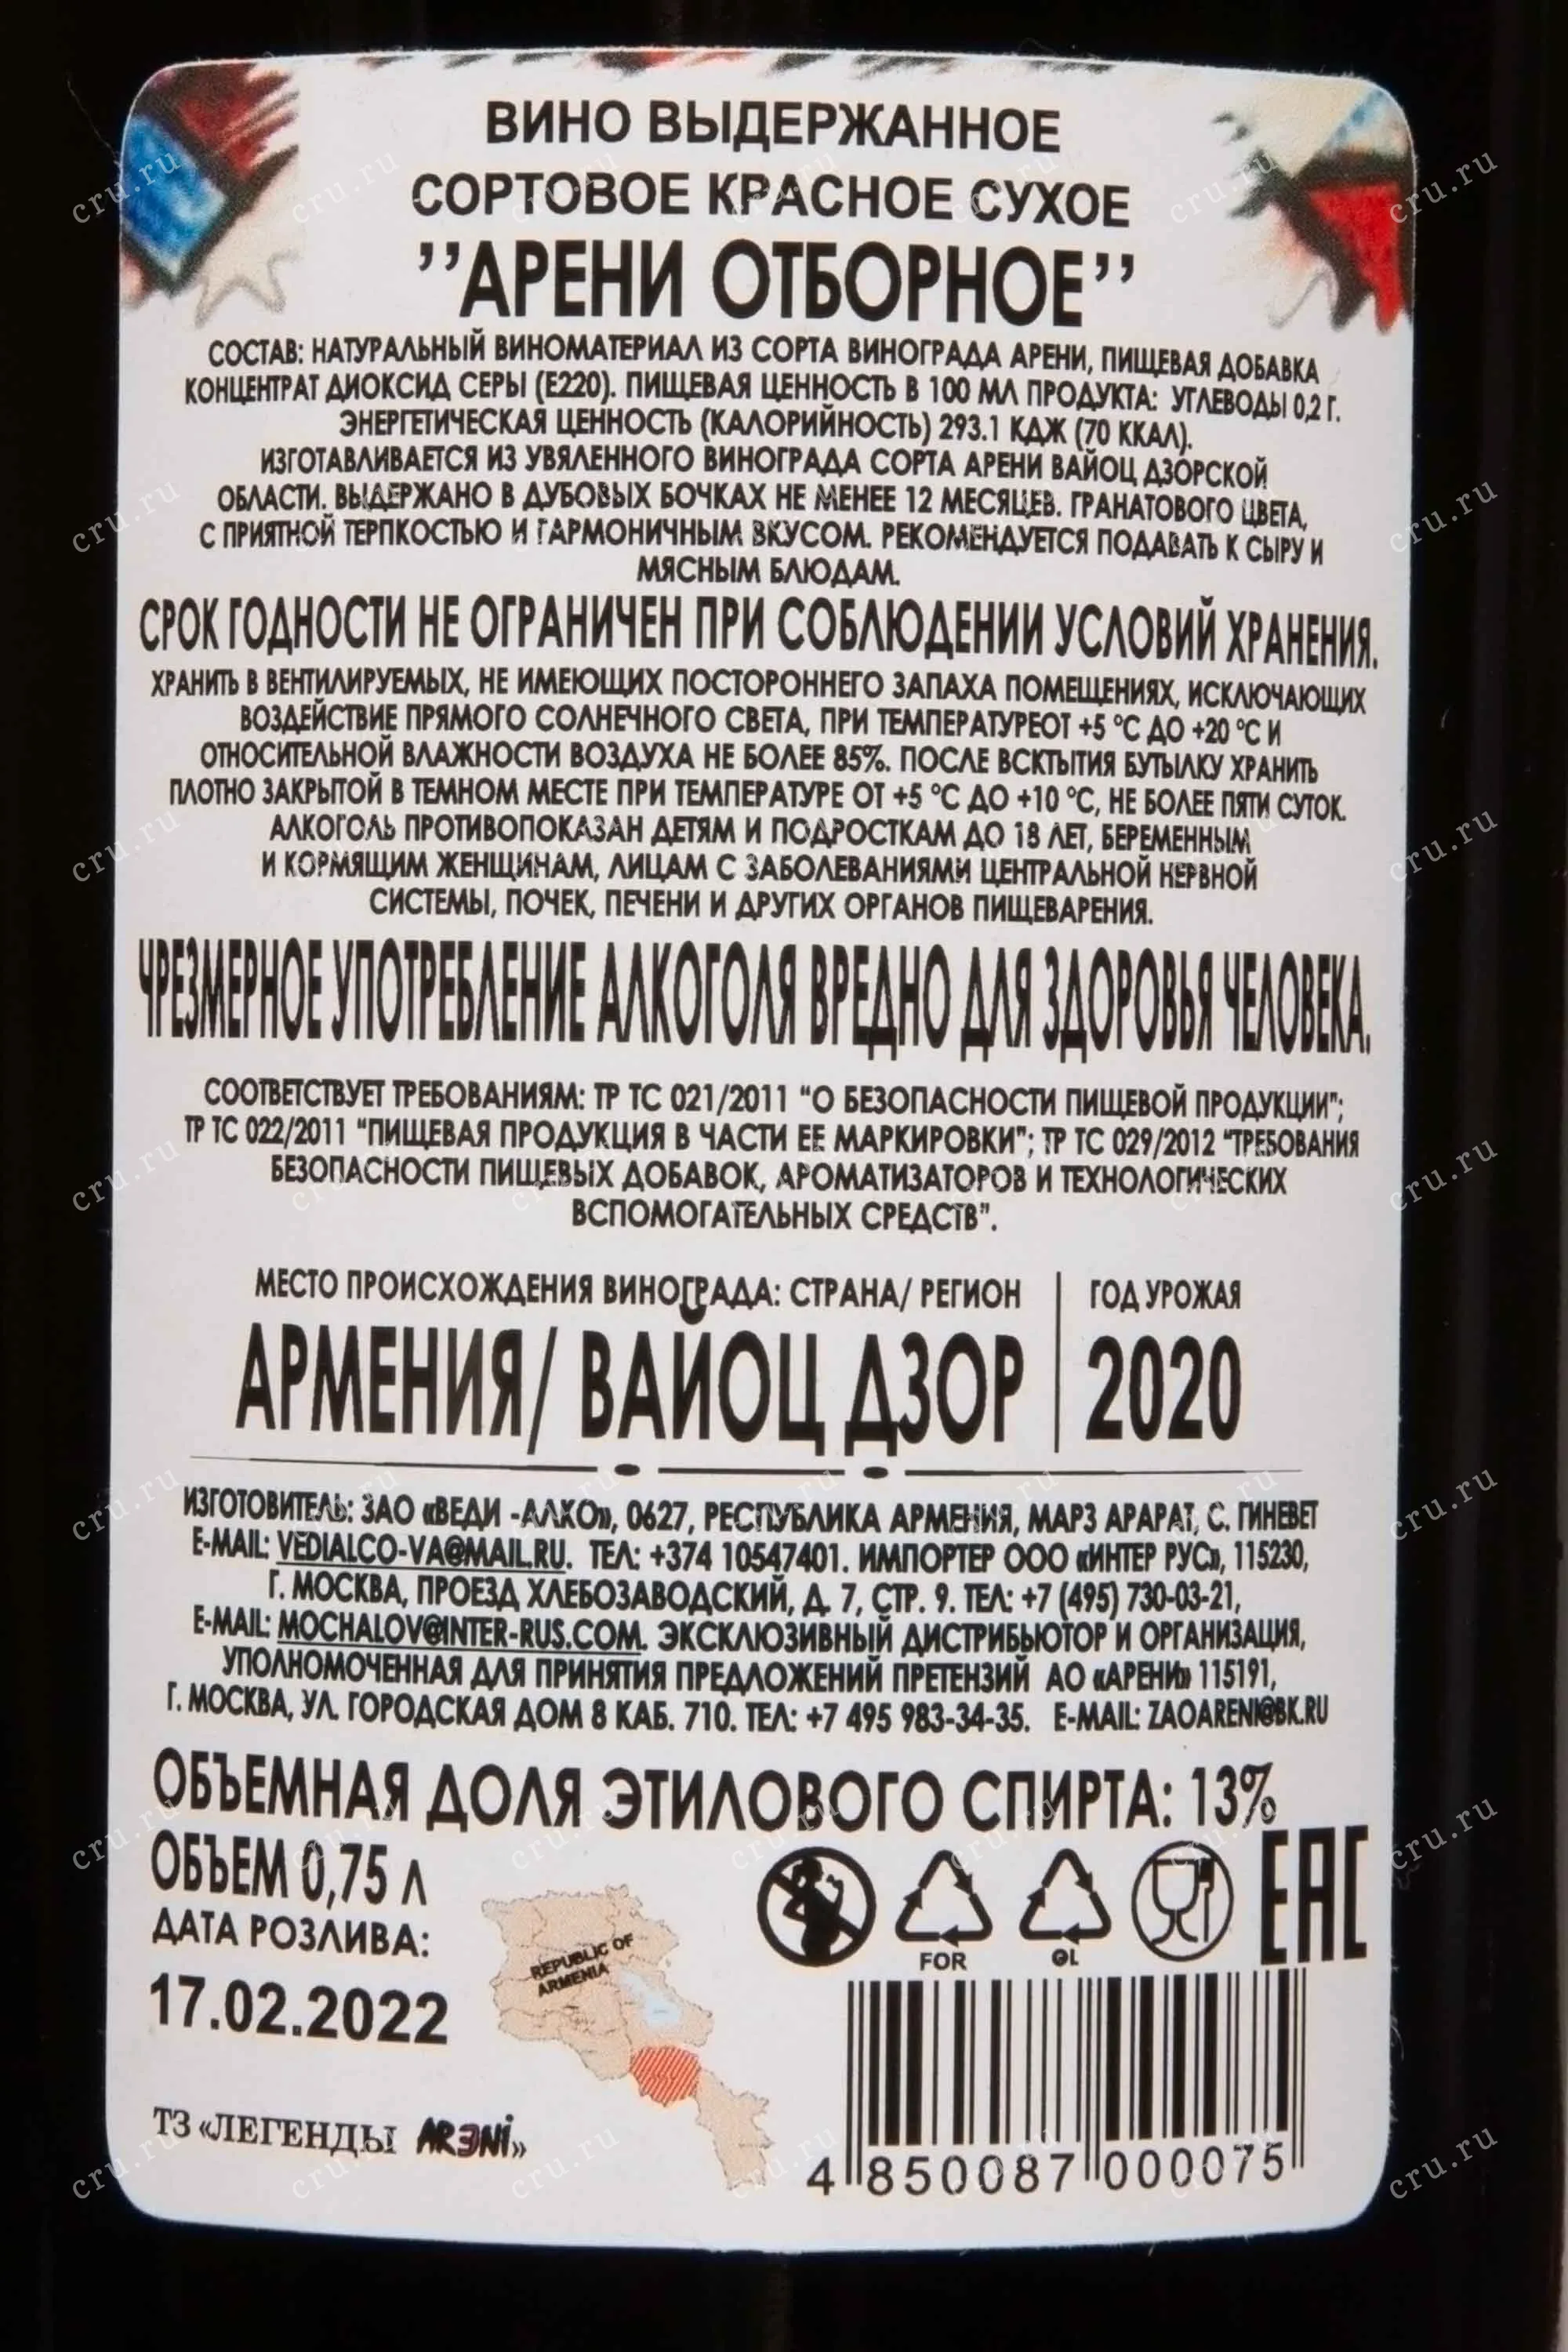 ВИНО ВЫДЕРЖАННОЕ
СОРТОВОЕ КРАСНОЕ СУХОЕ
’’АРЕНИ ОТБОРНОЕ’’
СОСТАВ: НАТУРАЛЬНЫЙ ВИНОМАТЕРИАЛ ИЗ СОРТА ВИНОГРАДА АРЕНИ, ПИЩЕВАЯ ДОБАВКА
КОНЦЕНТРАТ ДИОКСИД СЕРЫ (Е220). ПИЩЕВАЯ ЦЕННОСТЬ В 100 МЛ ПРОДУКТА: УГЛЕВОДЫ 0,2 Г.
ЭНЕРГЕТИЧЕСКАЯ ЦЕННОСТЬ (КАЛОРИЙНОСТЬ) 293.1 КДЖ (70 ККАЛ).
ИЗГОТАВЛИВАЕТСЯ ИЗ УВЯЛЕННОГО ВИНОГРАДА СОРТА АРЕНИ ВАЙОЦ ДЗОРСКОЙ
ОБЛАСТИ. ВЫДЕРЖАНО В ДУБОВЫХ БОЧКАХ НЕ МЕНЕЕ 12 МЕСЯЦЕВ. ГРАНАТОВОГО ЦВЕТА,
С ПРИЯТНОЙ ТЕРПКОСТЬЮ И ГАРМОНИЧНЫМ ВКУСОМ. РЕКОМЕНДУЕТСЯ ПОДАВАТЬ К СЫРУ И
МЯСНЫМ БЛЮДАМ.
СРОК ГОДНОСТИ НЕ ОГРАНИЧЕН ПРИ СОБЛЮДЕНИИ УСЛОВИЙ ХРАНЕНИЯ.
ХРАНИТЬ В ВЕНТИЛИРУЕМЫХ, НЕ ИМЕЮЩИХ ПОСТОРОННЕГО ЗАПАХА ПОМЕЩЕНИЯХ, ИСКЛЮЧАЮЩИХ
ВОЗДЕЙСТВИЕ ПРЯМОГО СОЛНЕЧНОГО СВЕТА, ПРИ ТЕМПЕРАТУРЕОТ +5 °С ДО +20 °С И
ОТНОСИТЕЛЬНОЙ ВЛАЖНОСТИ ВОЗДУХА НЕ БОЛЕЕ 85%. ПОСЛЕ ВСКТЫТИЯ БУТЫЛКУ ХРАНИТЬ
ПЛОТНО ЗАКРЫТОЙ В ТЕМНОМ МЕСТЕ ПРИ ТЕМПЕРАТУРЕ ОТ +5 °С ДО +10 °С, НЕ БОЛЕЕ ПЯТИ СУТОК.
АЛКОГОЛЬ ПРОТИВОПОКАЗАН ДЕТЯМ И ПОДРОСТКАМ ДО 18 ЛЕТ, БЕРЕМЕННЫМ
И КОРМЯЩИМ ЖЕНЩИНАМ, ЛИЦАМ С ЗАБОЛЕВАНИЯМИ ЦЕНТРАЛЬНОЙ НЕРВНОЙ
СИСТЕМЫ, ПОЧЕК, ПЕЧЕНИ И ДРУГИХ ОРГАНОВ ПИЩЕВАРЕНИЯ.
ЧРЕЗМЕРНОЕ УПОТРЕБЛЕНИЕ АЛКОГОЛЯ ВРЕДНО ДЛЯ ЗДОРОВЬЯ ЧЕЛОВЕКА.
СООТВЕТСТВУЕТ ТРЕБОВАНИЯМ: ТР ТС 021/2011 “О БЕЗОПАСНОСТИ ПИЩЕВОЙ ПРОДУКЦИИ”;
ТР ТС 022/2011 “ПИЩЕВАЯ ПРОДУКЦИЯ В ЧАСТИ ЕЕ МАРКИРОВКИ”; ТР ТС 029/2012 “ТРЕБОВАНИЯ
БЕЗОПАСНОСТИ ПИЩЕВЫХ ДОБАВОК, АРОМАТИЗАТОРОВ И ТЕХНОЛОГИЧЕСКИХ
ВСПОМОГАТЕЛЬНЫХ СРЕДСТВ”.
МЕСТО ПРОИСХОЖДЕНИЯ ВИНОГРАДА: СТРАНА/ РЕГИОН
АРМЕНИЯ/ ВАЙОЦ ДЗОР
ГОД УРОЖАЯ
2020
ИЗГОТОВИТЕЛЬ: ЗАО «ВЕДИ -АЛКО», 0627, РЕСПУБЛИКА АРМЕНИЯ, МАРЗ АРАРАТ, С. ГИНЕВЕТ
E-MAIL: VEDIALCO-VA@MAIL.RU. ТЕЛ: +374 10547401. ИМПОРТЕР ООО «ИНТЕР РУС», 115230,
Г. МОСКВА, ПРОЕЗД ХЛЕБОЗАВОДСКИЙ, Д. 7, СТР. 9. ТЕЛ: +7 (495) 730-03-21,
E-MAIL: MOCHALOV@INTER-RUS.COM. ЭКСКЛЮЗИВНЫЙ ДИСТРИБЬЮТОР И ОРГАНИЗАЦИЯ,
УПОЛНОМОЧЕННАЯ ДЛЯ ПРИНЯТИЯ ПРЕДЛОЖЕНИЙ ПРЕТЕНЗИЙ АО «АРЕНИ» 115191,
Г. МОСКВА, УЛ. ГОРОДСКАЯ ДОМ 8 КАБ. 710. ТЕЛ: +7 495 983-34-35. E-MAIL: ZAOARENI@BK.RU
ОБЪЕМНАЯ ДОЛЯ ЭТИЛОВОГО СПИРТА: 13%
ОБЪЕМ 0,75 Л
ДАТА РОЗЛИВА:
17.02.2022
REPUBLIC OF
ARMENIA
FOR
GL
EAC
ТЗ «ЛЕГЕНДЫ ARENI»
4 850087 000075
cru.ru